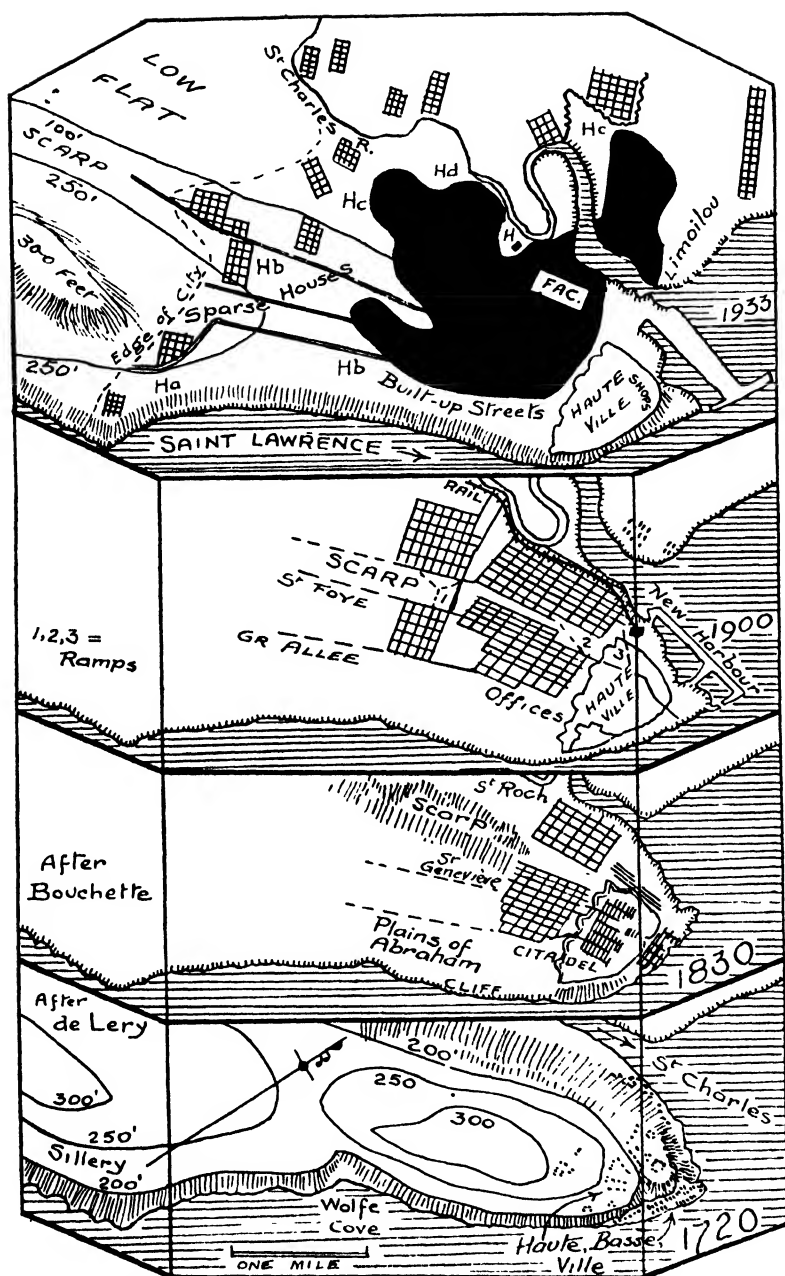 LOW
FLAT
St Charles
R.
100'
SCARP
250'
300 Feet
Hc
Hd
Hc
H
Limoilou
Hb
Houses
Edge of City
Sparse
FAC.
1933
250'
Ha
Hb
Built-up Streets
HAUTE
VILLE
SHOPS
SAINT LAWRENCE
RAIL
SCARP
St FOYE
1
2
3
GR ALLEE
1,2,3 =
Ramps
HAUTE
VILLE
Offices
New Harbour
1900
St Roch
Scarp
After
Bouchette
St
Genevieve
Plains of
Abraham
CITADEL
CLIFF
1830
After
de Lery
200'
St Charles
300'
250
300
250'
Sillery
200'
Wolfe
Cove
Haute, Basse,
Ville
1720
ONE MILE